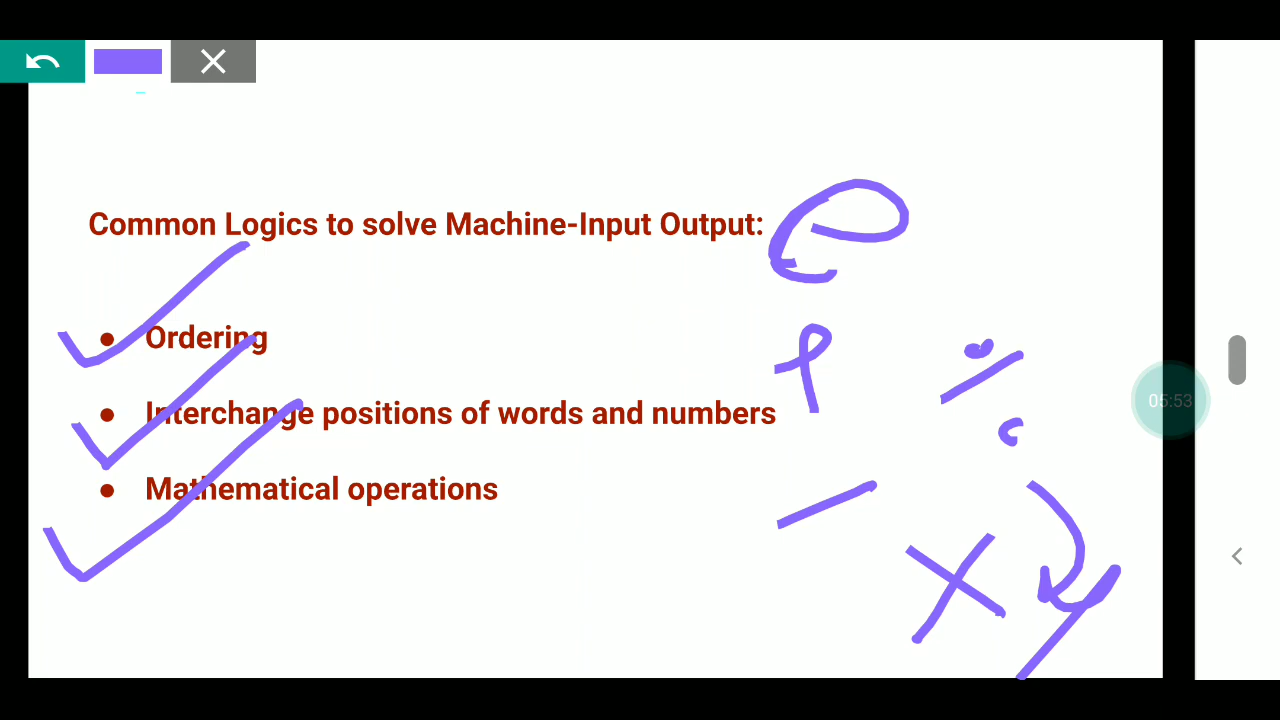 Common Logics to solve Machine-Input Output:
● Ordering
● Interchange positions of words and numbers
● Mathematical operations
05:53